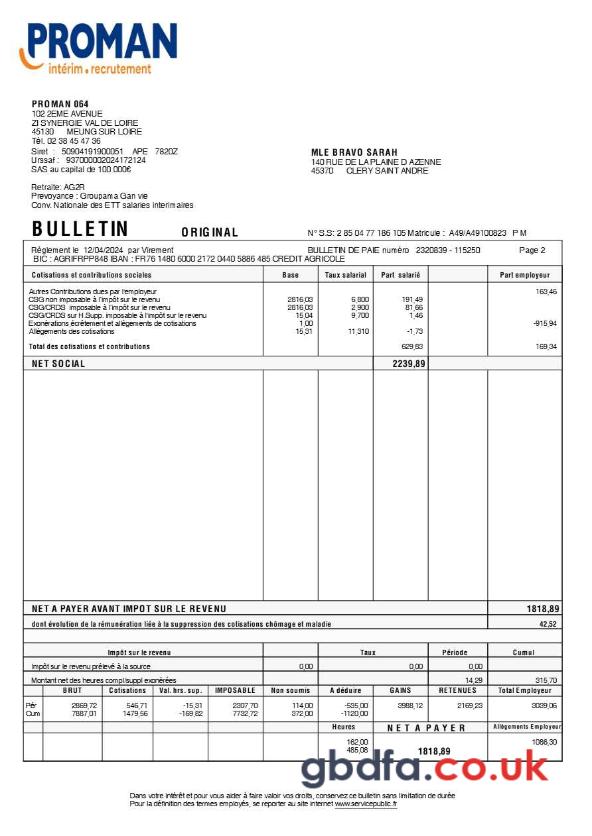 PROMAN
intérim • recrutement
PROMAN 064
102 2EME AVENUE
ZI SYNERGIE VAL DE LOIRE
45130 MEUNG SUR LOIRE
Tél. 02 38 45 47 36
Siret : 50904191900051 APE 7820Z
Urssaf : 937000002024172124
SAS au capital de 100 000€
MLE BRAVO SARAH
140 RUE DE LA PLAINE D AZENNE
45370 CLERY SAINT ANDRE
Retraite: AG2R
Prévoyance : Groupama Gan vie
Conv. Nationale des ETT salariés interimaires
BULLETIN ORIGINAL N° S.S: 2 85 04 77 186 105 Matricule : A49/A49100823 P M
Réglement le 12/04/2024 par Virement BULLETIN DE PAIE numéro 2320839 - 115250 Page 2
BIC : AGRIFRPP848 IBAN : FR76 1480 6000 2172 0440 5886 485 CREDIT AGRICOLE
Cotisations et contributions sociales Base Taux salarial Part. salarié Part employeur
Autres Contributions dues par l'employeur 163,46
CSG non imposable à l'impôt sur le revenu 2816,03 6,800 191,49
CSG/CRDS imposable à l'impôt sur le revenu 2816,03 2,900 81,66
CSG/CRDS sur H.Supp. imposable à l'impôt sur le revenu 15,04 9,700 1,46
Exonérations,écrêtement et allègements de cotisations 1,00 -915,94
Allègements des cotisations 15,31 11,310 -1,73
Total des cotisations et contributions 629,83 169,34
NET SOCIAL 2239,89
NET A PAYER AVANT IMPOT SUR LE REVENU 1818,89
dont évolution de la rémunération liée à la suppression des cotisations chômage et maladie 42,52
Impôt sur le revenu Taux Période Cumul
Impôt sur le revenu prélevé à la source 0,00 0,00 0,00
Montant net des heures compl/suppl exonérées 14,29 315,70
BRUT Cotisations Val. hrs. sup. IMPOSABLE Non soumis A déduire GAINS RETENUES Total Employeur
Pér 2869,72 546,71 -15,31 2307,70 114,00 -535,00 3988,12 2169,23 3039,06
Cum 7887,01 1479,56 -169,82 7732,72 372,00 -1120,00
Heures NET A PAYER Allègements Employeur
162,00 1088,30
485,08 1818,89
gbdfa.co.uk
Dans votre intérêt et pour vous aider à faire valoir vos droits, conservez ce bulletin sans limitation de durée
Pour la définition des termes employés, se reporter au site internet www.servicepublic.fr